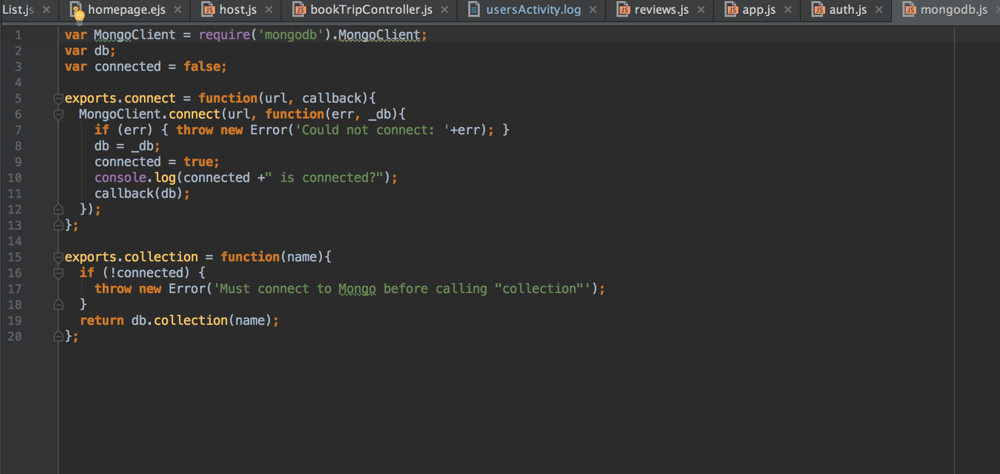 List.js homepage.ejs host.js bookTripController.js usersActivity.log reviews.js app.js auth.js mongodb.js
1 var MongoClient = require('mongodb').MongoClient;
2 var db;
3 var connected = false;
4
5 exports.connect = function(url, callback){
6   MongoClient.connect(url, function(err, _db){
7     if (err) { throw new Error('Could not connect: '+err); }
8     db = _db;
9     connected = true;
10     console.log(connected +" is connected?");
11     callback(db);
12   });
13 };
14
15 exports.collection = function(name){
16   if (!connected) {
17     throw new Error('Must connect to Mongo before calling "collection"');
18   }
19   return db.collection(name);
20 };